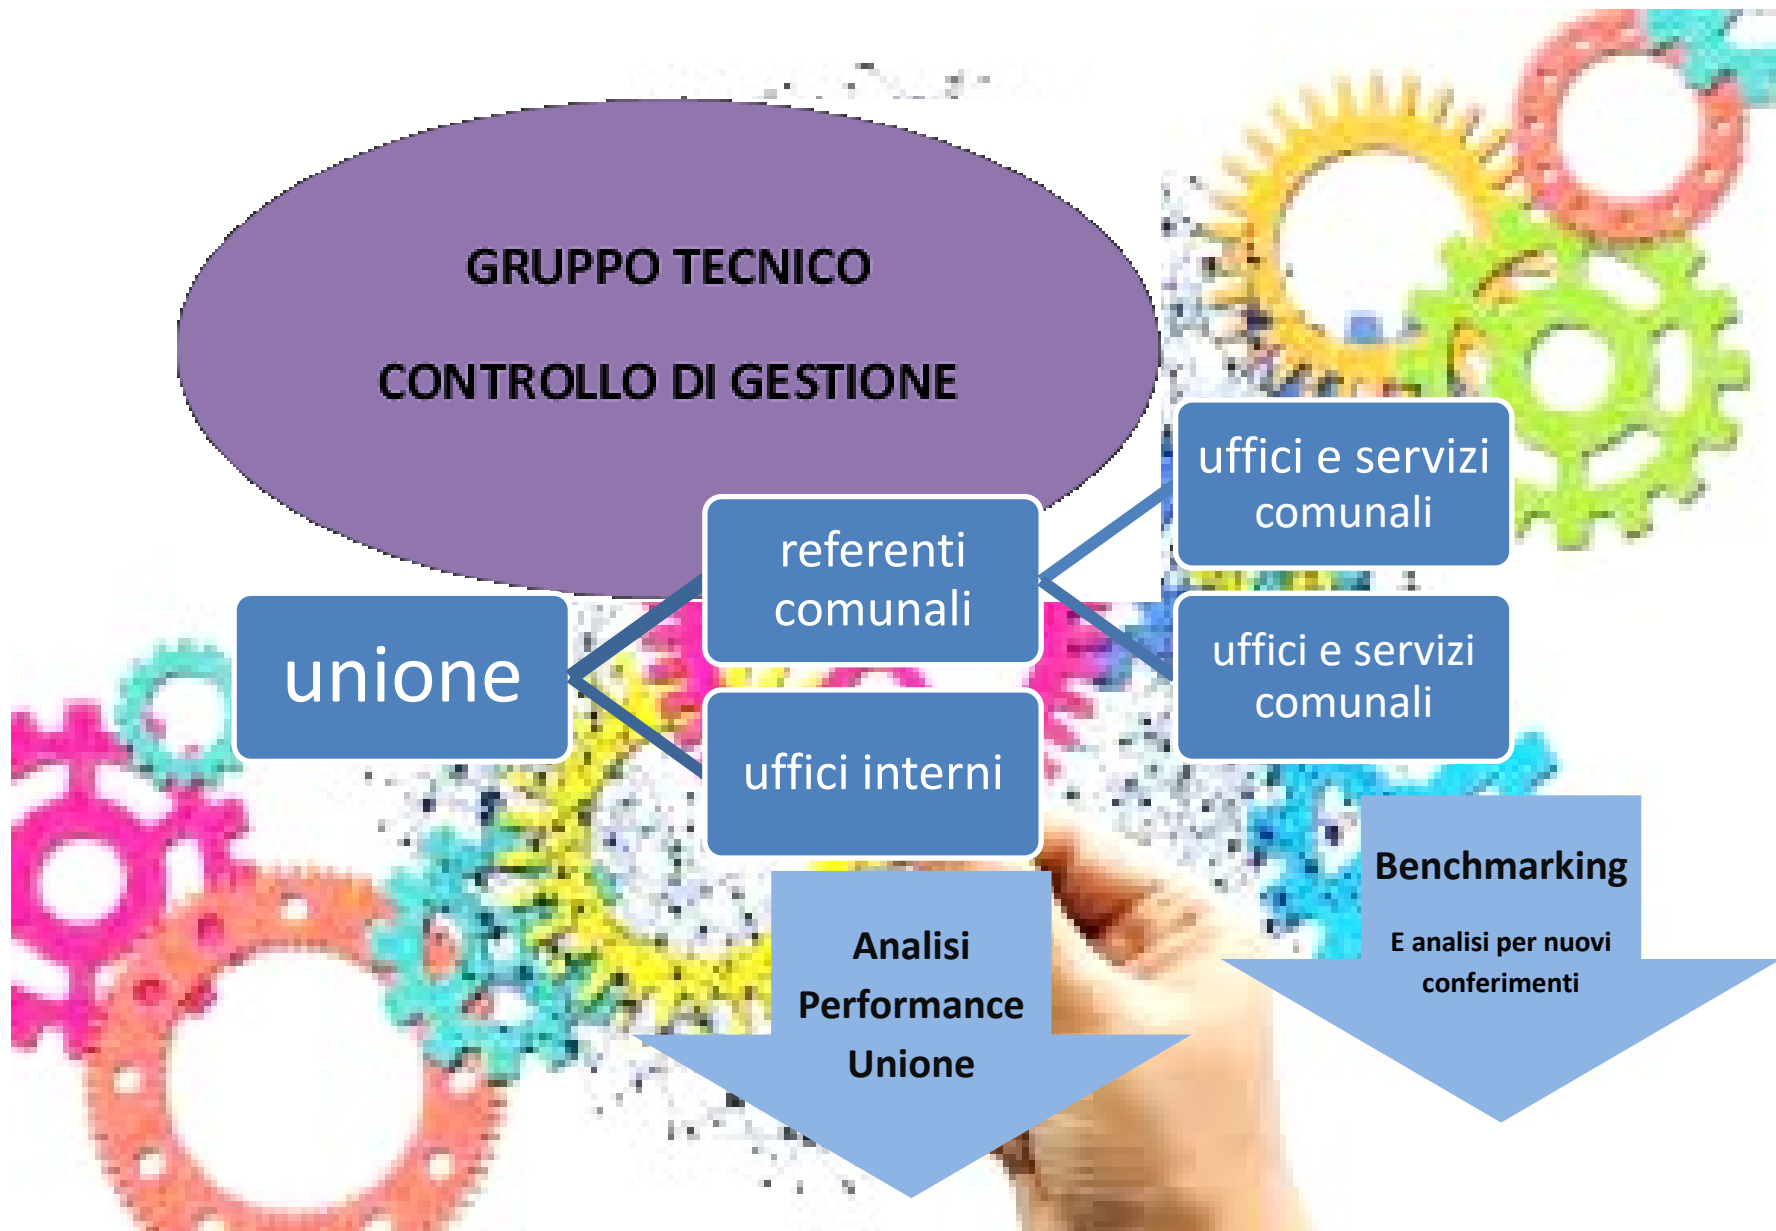 GRUPPO TECNICO
CONTROLLO DI GESTIONE
unione
referenti
comunali
uffici interni
uffici e servizi
comunali
uffici e servizi
comunali
Analisi
Performance
Unione
Benchmarking
E analisi per nuovi
conferimenti